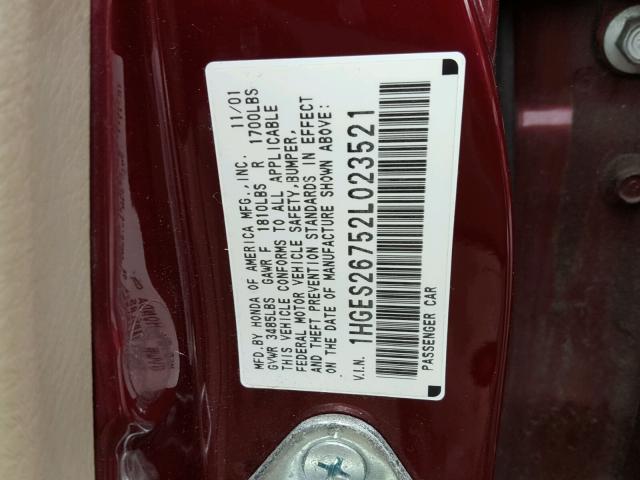 MFD.BY HONDA OF AMERICA MFG.,INC. 11/01
GVWR 3485LBS GAWR F 1810LBS R 1700LBS
THIS VEHICLE CONFORMS TO ALL APPLICABLE
FEDERAL MOTOR VEHICLE SAFETY,BUMPER,
AND THEFT PREVENTION STANDARDS IN EFFECT
ON THE DATE OF MANUFACTURE SHOWN ABOVE:
V.I.N. 1HGES26752L023521
PASSENGER CAR